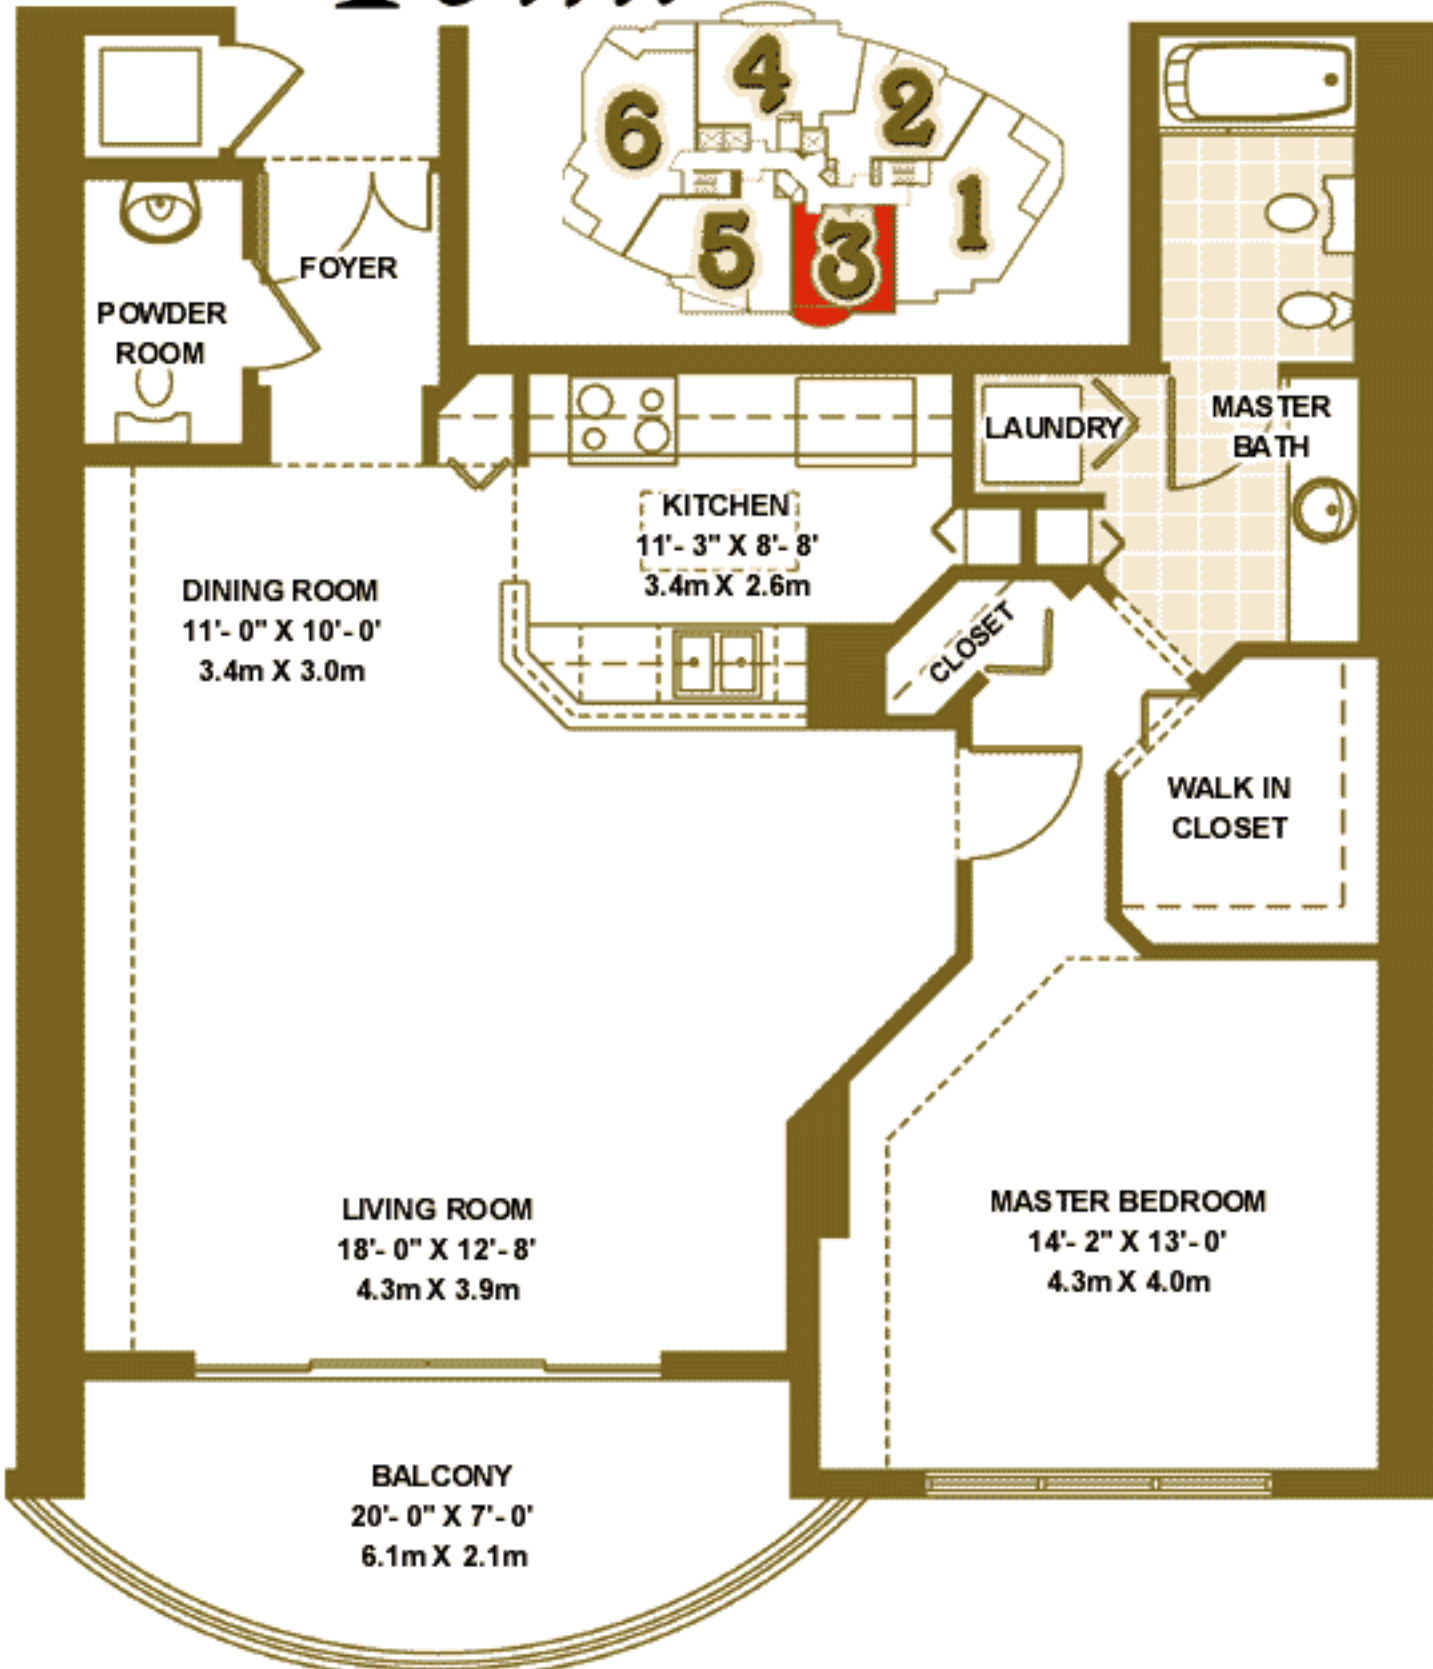 4
2
6
1
5
3
FOYER
POWDER
ROOM
MASTER
BATH
LAUNDRY
KITCHEN
11'- 3" X 8'- 8'
3.4m X 2.6m
DINING ROOM
11'- 0" X 10'- 0'
3.4m X 3.0m
CLOSET
WALK IN
CLOSET
LIVING ROOM
18'- 0" X 12'- 8'
4.3m X 3.9m
MASTER BEDROOM
14'- 2" X 13'- 0'
4.3m X 4.0m
BALCONY
20'- 0" X 7'- 0'
6.1m X 2.1m